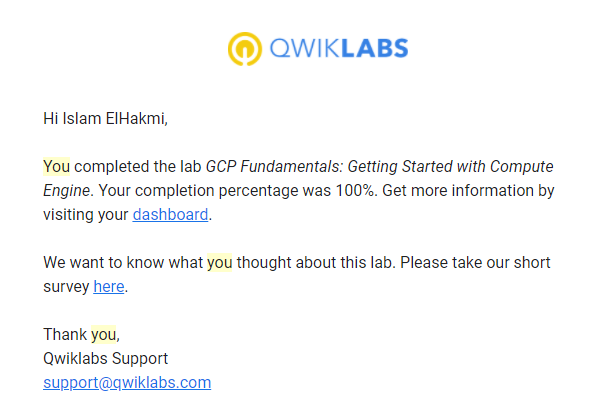 QWIKLABS
Hi Islam ElHakmi,
You completed the lab GCP Fundamentals: Getting Started with Compute
Engine. Your completion percentage was 100%. Get more information by
visiting your dashboard.
We want to know what you thought about this lab. Please take our short
survey here.
Thank you,
Qwiklabs Support
support@qwiklabs.com